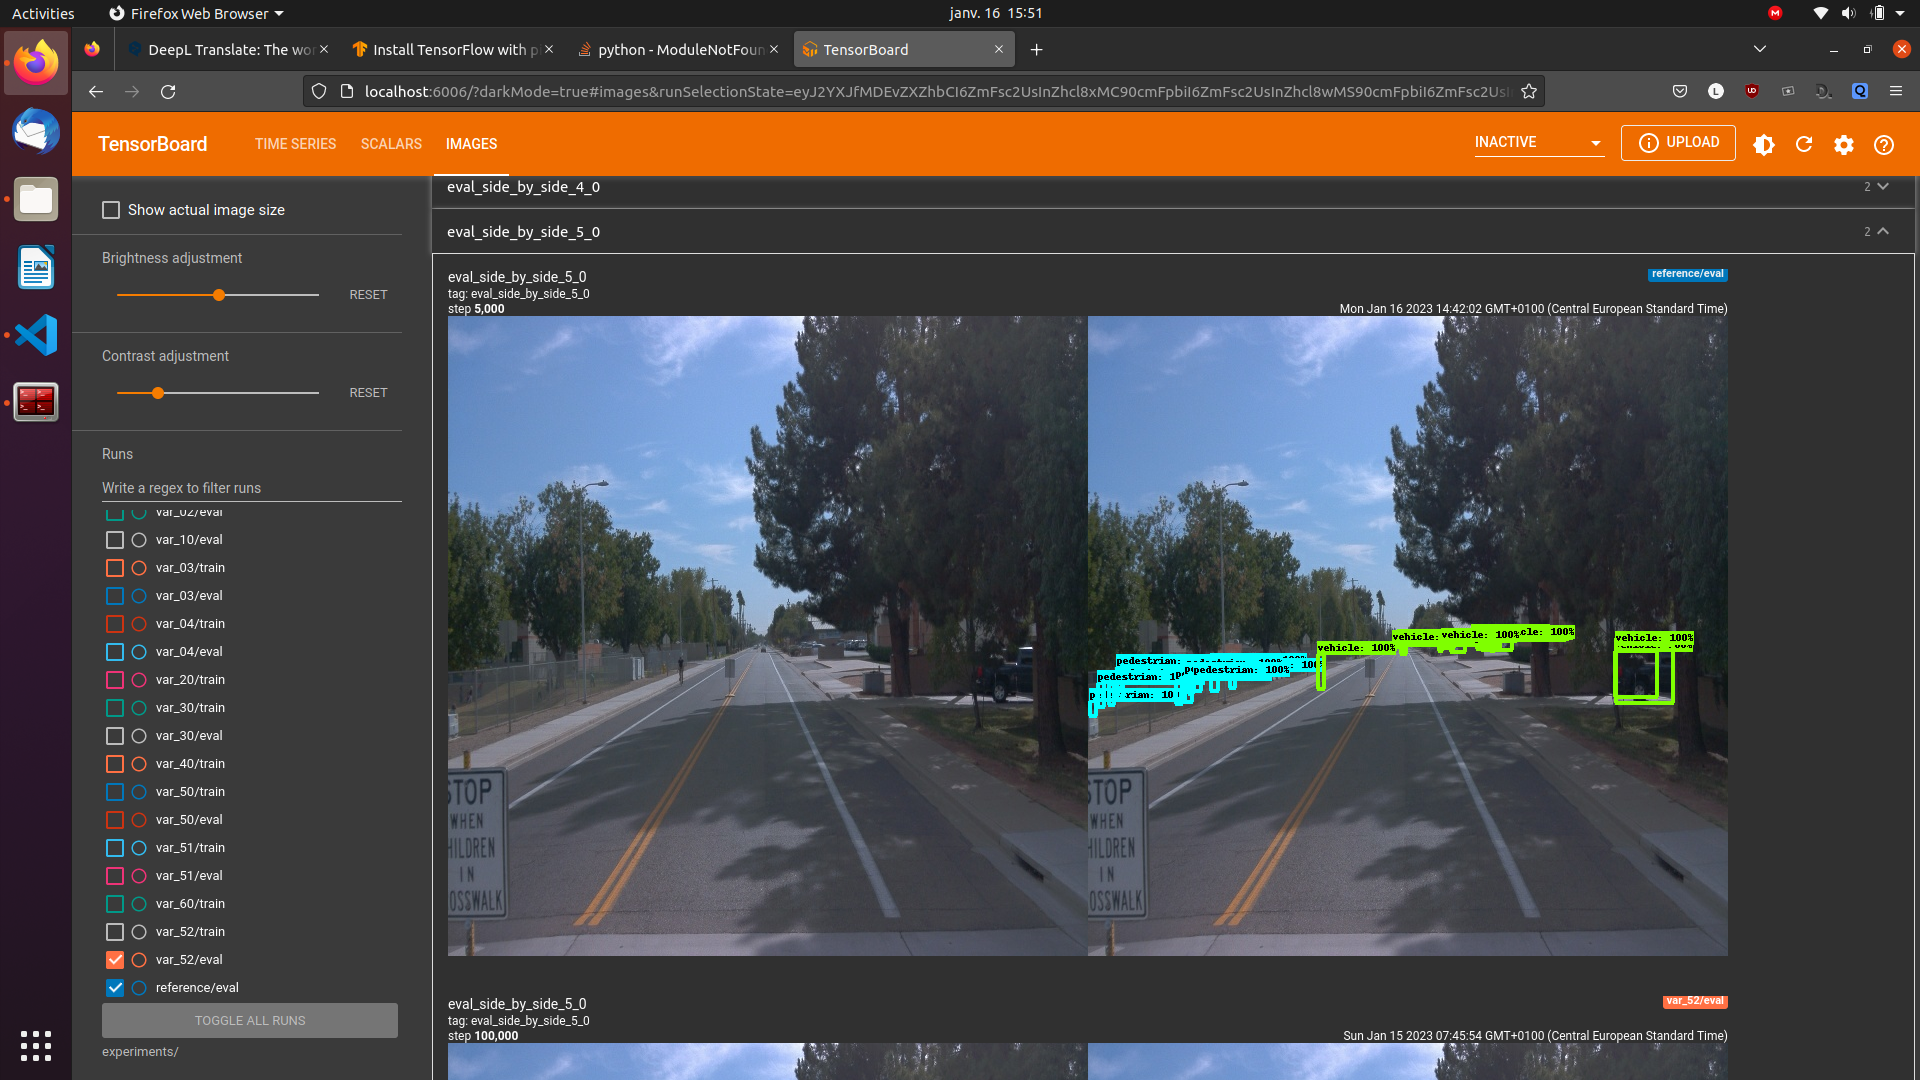 Activities
Firefox Web Browser
janv. 16 15:51
DeepL Translate: The wo
Install TensorFlow with p
python - ModuleNotFoun
TensorBoard
localhost:6006/?darkMode=true#images&runSelectionState=
TensorBoard
TIME SERIES
SCALARS
IMAGES
INACTIVE
UPLOAD
Show actual image size
Brightness adjustment
RESET
Contrast adjustment
RESET
Runs
Write a regex to filter runs
var_02/eval
var_10/eval
var_03/train
var_03/eval
var_04/train
var_04/eval
var_20/train
var_30/train
var_30/eval
var_40/train
var_50/train
var_50/eval
var_51/train
var_51/eval
var_60/train
var_52/train
var_52/eval
reference/eval
TOGGLE ALL RUNS
experiments/
eval_side_by_side_4_0
2
eval_side_by_side_5_0
2
eval_side_by_side_5_0
reference/eval
tag: eval_side_by_side_5_0
step 5,000
Mon Jan 16 2023 14:42:02 GMT+0100 (Central European Standard Time)
STOP
WHEN
HILDREN
IN
OSSWALK
pedestrian:
pedestrian: 1
pedestrian: 100%
rian: 10
vehicle: 100%
vehicle:
vehicle: 100%
cle: 100%
vehicle: 100%
STOP
WHEN
HILDREN
IN
OSSWALK
eval_side_by_side_5_0
var_52/eval
tag: eval_side_by_side_5_0
step 100,000
Sun Jan 15 2023 07:45:54 GMT+0100 (Central European Standard Time)